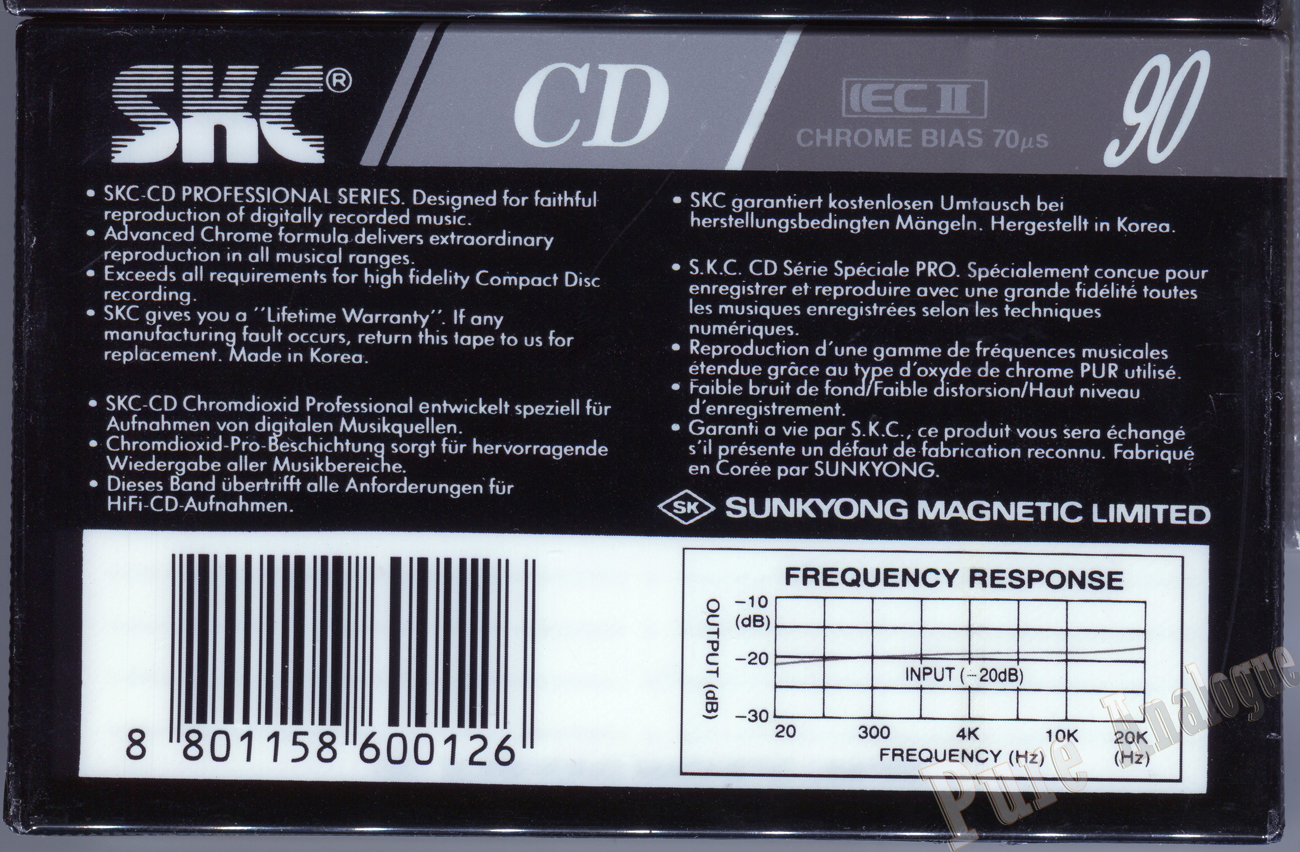 SKC®
CD
IEC II
CHROME BIAS 70µs
90
• SKC-CD PROFESSIONAL SERIES. Designed for faithful
reproduction of digitally recorded music.
• Advanced Chrome formula delivers extraordinary
reproduction in all musical ranges.
• Exceeds all requirements for high fidelity Compact Disc
recording.
• SKC gives you a "Lifetime Warranty". If any
manufacturing fault occurs, return this tape to us for
replacement. Made in Korea.
• SKC-CD Chromdioxid Professional entwickelt speziell für
Aufnahmen von digitalen Musikquellen.
• Chromdioxid-Pro-Beschichtung sorgt für hervorragende
Wiedergabe aller Musikbereiche.
• Dieses Band übertrifft alle Anforderungen für
HiFi-CD-Aufnahmen.
• SKC garantiert kostenlosen Umtausch bei
herstellungsbedingten Mängeln. Hergestellt in Korea.
• S.K.C. CD Série Spéciale PRO. Spécialement conçue pour
enregistrer et reproduire avec une grande fidélité toutes
les musiques enregistrées selon les techniques
numériques.
• Reproduction d'une gamme de fréquences musicales
étendue grâce au type d'oxyde de chrome PUR utilisé.
• Faible bruit de fond/Faible distorsion/Haut niveau
d'enregistrement.
• Garanti a vie par S.K.C., ce produit vous sera échangé
s'il présente un défaut de fabrication reconnu. Fabriqué
en Corée par SUNKYONG.
SK SUNKYONG MAGNETIC LIMITED
8 801158 600126
FREQUENCY RESPONSE
OUTPUT (dB)
-10
(dB)
-20
-30
INPUT (-20dB)
20 300 4K 10K 20K
FREQUENCY (Hz) (Hz)
Pure Analogue